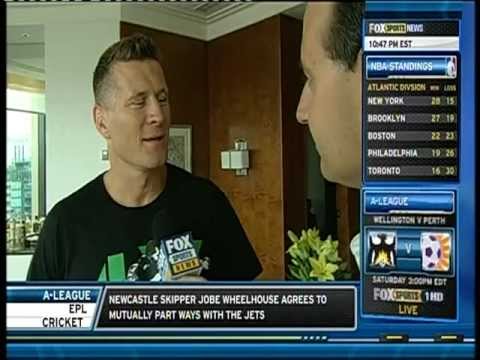 FOX SPORTS NEWS
10:47 PM EST
NBA STANDINGS
ATLANTIC DIVISION WIN LOSS
NEW YORK 28 15
BROOKLYN 27 19
BOSTON 22 23
PHILADELPHIA 19 26
TORONTO 16 30
A-LEAGUE
WELLINGTON V PERTH
V
SATURDAY 3:00PM EDT
FOX SPORTS 1HD
LIVE
FOX
SPORTS
NEWS
A-LEAGUE
EPL
CRICKET
NEWCASTLE SKIPPER JOBE WHEELHOUSE AGREES TO
MUTUALLY PART WAYS WITH THE JETS